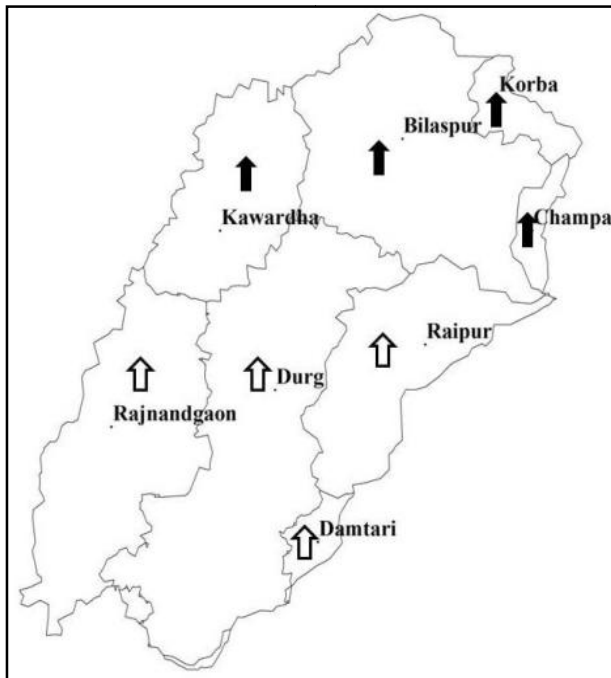 Korba
Bilaspur
Champa
Kawardha
Raipur
Durg
Rajnandgaon
Damtari